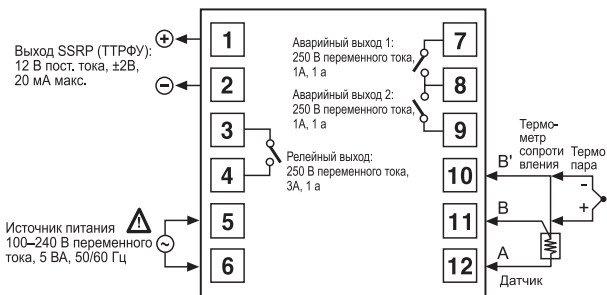 Выход SSRP (ТТРФУ):
12 В пост. тока, ±2В,
20 мА макс.
+
−
1
2
3
4
5
6
Источник питания
100–240 В переменного
тока, 5 ВА, 50/60 Гц
Аварийный выход 1:
250 В переменного тока,
1А, 1 а
Аварийный выход 2:
250 В переменного тока,
1А, 1 а
Релейный выход:
250 В переменного тока,
3А, 1 а
7
8
9
10
11
12
B'
B
A
Термо-
метр
сопроти
вления
Термо
пара
-
+
Датчик